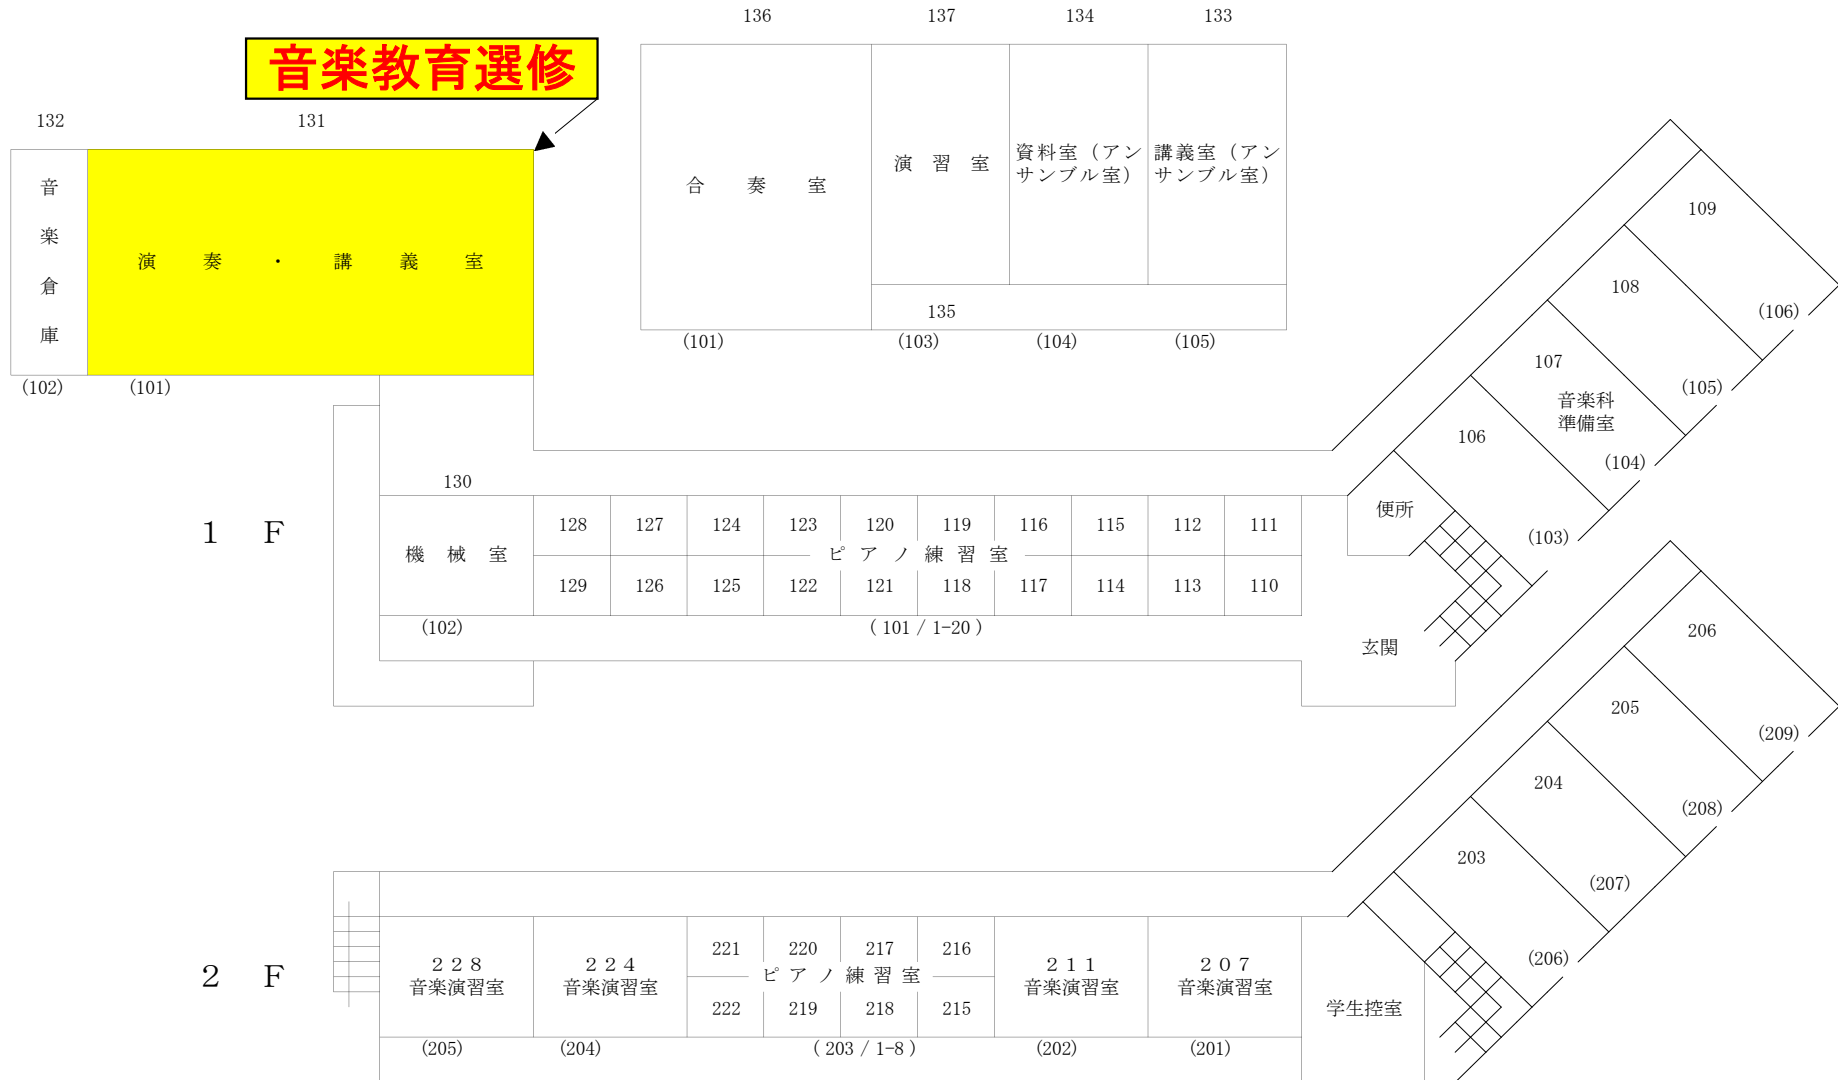 136 137 134 133
音楽教育選修
132 131
音楽倉庫
演奏・講義室
合奏室
演習室
資料室（アン
サンブル室）
講義室（アン
サンブル室）
135
(101) (103) (104) (105)
(102) (101)
109
108
107
音楽科
準備室
106
(106)
(105)
(104)
(103)
130
機械室
1 F
128 127 124 123 120 119 116 115 112 111
ピアノ練習室
129 126 125 122 121 118 117 114 113 110
(102) ( 101 / 1-20 )
便所
玄関
206
205
204
203
(209)
(208)
(207)
(206)
2 F
２２８
音楽演習室
２２４
音楽演習室
221 220 217 216
ピアノ練習室
222 219 218 215
２１１
音楽演習室
２０７
音楽演習室
学生控室
(205) (204) ( 203 / 1-8 ) (202) (201)